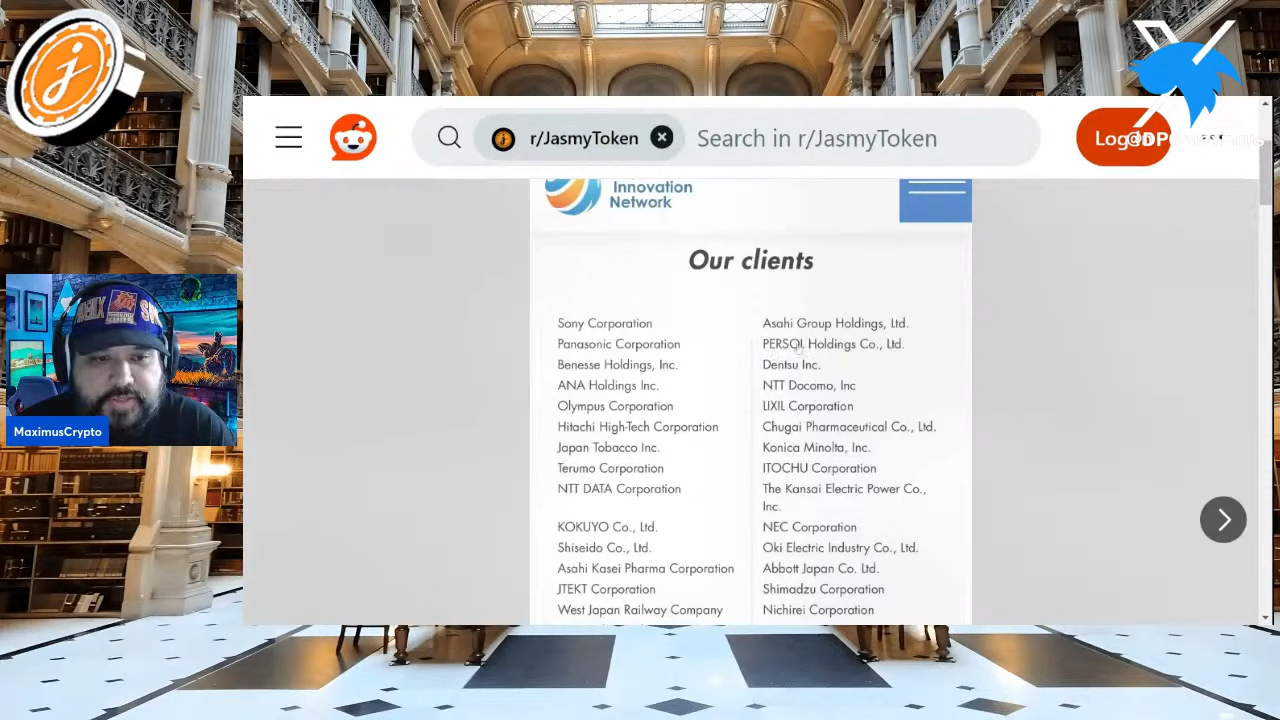 r/JasmyToken
Search in r/JasmyToken
Innovation
Network
Our clients
Sony Corporation
Panasonic Corporation
Benesse Holdings, Inc.
ANA Holdings Inc.
Olympus Corporation
Hitachi High-Tech Corporation
Japan Tobacco Inc.
Terumo Corporation
NTT DATA Corporation
KOKUYO Co., Ltd.
Shiseido Co., Ltd.
Asahi Kasei Pharma Corporation
JTEKT Corporation
West Japan Railway Company
Asahi Group Holdings, Ltd.
PERSOL Holdings Co., Ltd.
Dentsu Inc.
NTT Docomo, Inc
LIXIL Corporation
Chugai Pharmaceutical Co., Ltd.
Konica Minolta, Inc.
ITOCHU Corporation
The Kansai Electric Power Co.,
Inc.
NEC Corporation
Oki Electric Industry Co., Ltd.
Abbott Japan Co. Ltd.
Shimadzu Corporation
Nichirei Corporation
MaximusCrypto